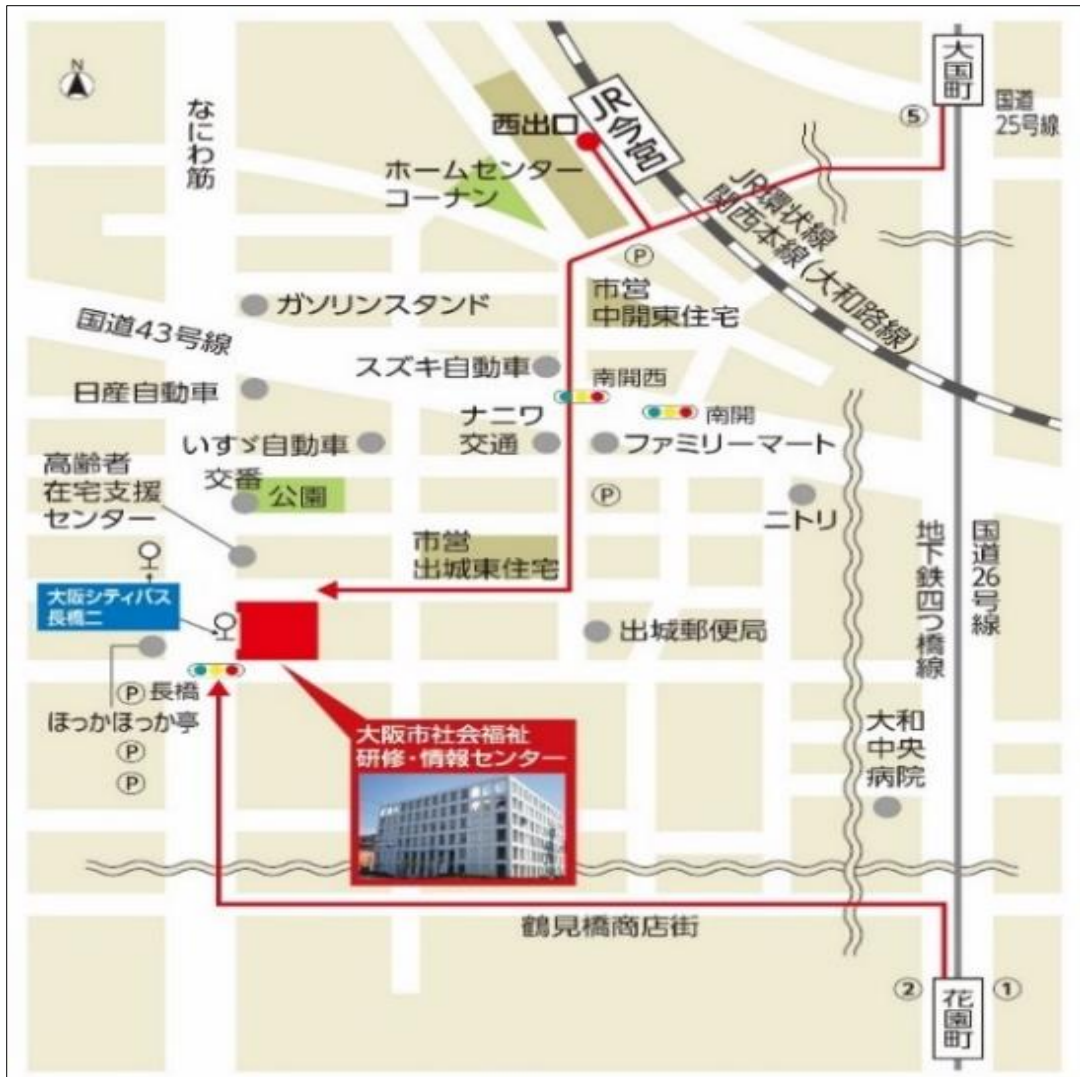 N
なにわ筋
西出口
JR今宮
大国町
⑤
国道
25号線
ホームセンター
コーナン
JR環状線
関西本線(大和路線)
P
市営
中開東住宅
ガソリンスタンド
国道43号線
スズキ自動車
南開西
日産自動車
ナニワ
交通
南開
いすゞ自動車
ファミリーマート
高齢者
在宅支援
センター
交番
公園
P
ニトリ
市営
出城東住宅
地下鉄四つ橋線
国道26号線
大阪シティバス
長橋二
出城郵便局
P
長橋
ほっかほっか亭
P
P
大阪市社会福祉
研修・情報センター
大和
中央
病院
鶴見橋商店街
②
花園町
①